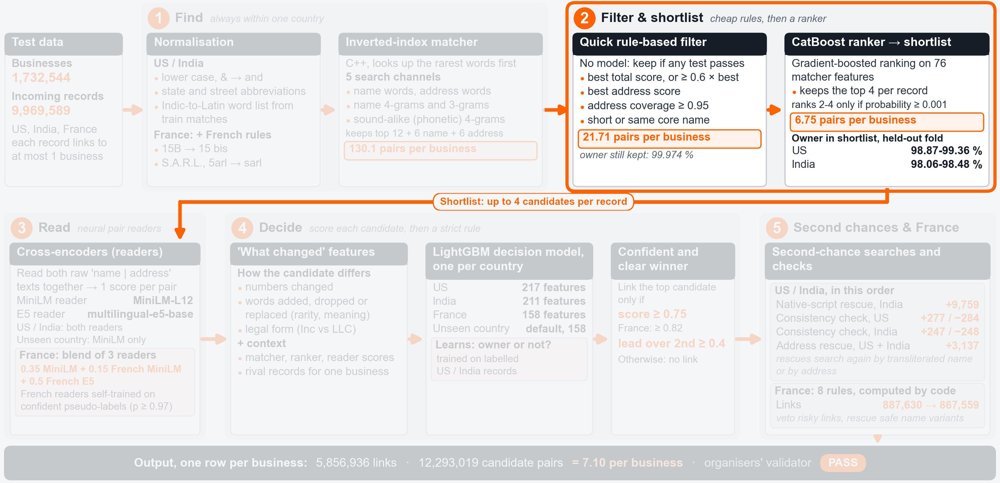 1 Find always within one country
2 Filter & shortlist cheap rules, then a ranker
Test data
Businesses
1,732,544
Incoming records
9,969,589
US, India, France
each record links to
at most 1 business
Normalisation
US / India
• lower case, & → and
• state and street abbreviations
• Indic-to-Latin word list from
train matches
France: + French rules
• 15B → 15 bis
• S.A.R.L., 5arl → sarl
Inverted-index matcher
C++, looks up the rarest words first
5 search channels
• name words, address words
• name 4-grams and 3-grams
• sound-alike (phonetic) 4-grams
keeps top 12 + 6 name + 6 address
130.1 pairs per business
Quick rule-based filter
No model: keep if any test passes
• best total score, or ≥ 0.6 × best
• best address score
• address coverage ≥ 0.95
• short or same core name
21.71 pairs per business
owner still kept: 99.974 %
CatBoost ranker → shortlist
Gradient-boosted ranking on 76
matcher features
• keeps the top 4 per record
ranks 2-4 only if probability ≥ 0.001
6.75 pairs per business
Owner in shortlist, held-out fold
US 98.87-99.36 %
India 98.06-98.48 %
Shortlist: up to 4 candidates per record
3 Read neural pair readers
4 Decide score each candidate, then a strict rule
5 Second chances & France
Cross-encoders (readers)
Read both raw 'name | address'
texts together → 1 score per pair
MiniLM reader MiniLM-L12
E5 reader multilingual-e5-base
US / India: both readers
Unseen country: MiniLM only
France: blend of 3 readers
0.35 MiniLM + 0.15 French MiniLM
+ 0.5 French E5
French readers self-trained on
confident pseudo-labels (p ≥ 0.97)
'What changed' features
How the candidate differs
• numbers changed
• words added, dropped or
replaced (rarity, meaning)
• legal form (Inc vs LLC)
+ context
• matcher, ranker, reader scores
• rival records for one business
LightGBM decision model,
one per country
US 217 features
India 211 features
France 158 features
Unseen country default, 158
Learns: owner or not?
trained on labelled
US / India records
Confident and
clear winner
Link the top candidate
only if
score ≥ 0.75
France: ≥ 0.82
lead over 2nd ≥ 0.4
Otherwise: no link
Second-chance searches and
checks
US / India, in this order
Native-script rescue, India +9,759
Consistency check, US +277 / −284
Consistency check, India +247 / −248
Address rescue, US + India +3,137
rescues search again by transliterated name
or by address
France: 8 rules, computed by code
Links 887,630 → 867,559
veto risky links, rescue safe name variants
Output, one row per business: 5,856,936 links · 12,293,019 candidate pairs = 7.10 per business · organisers' validator PASS